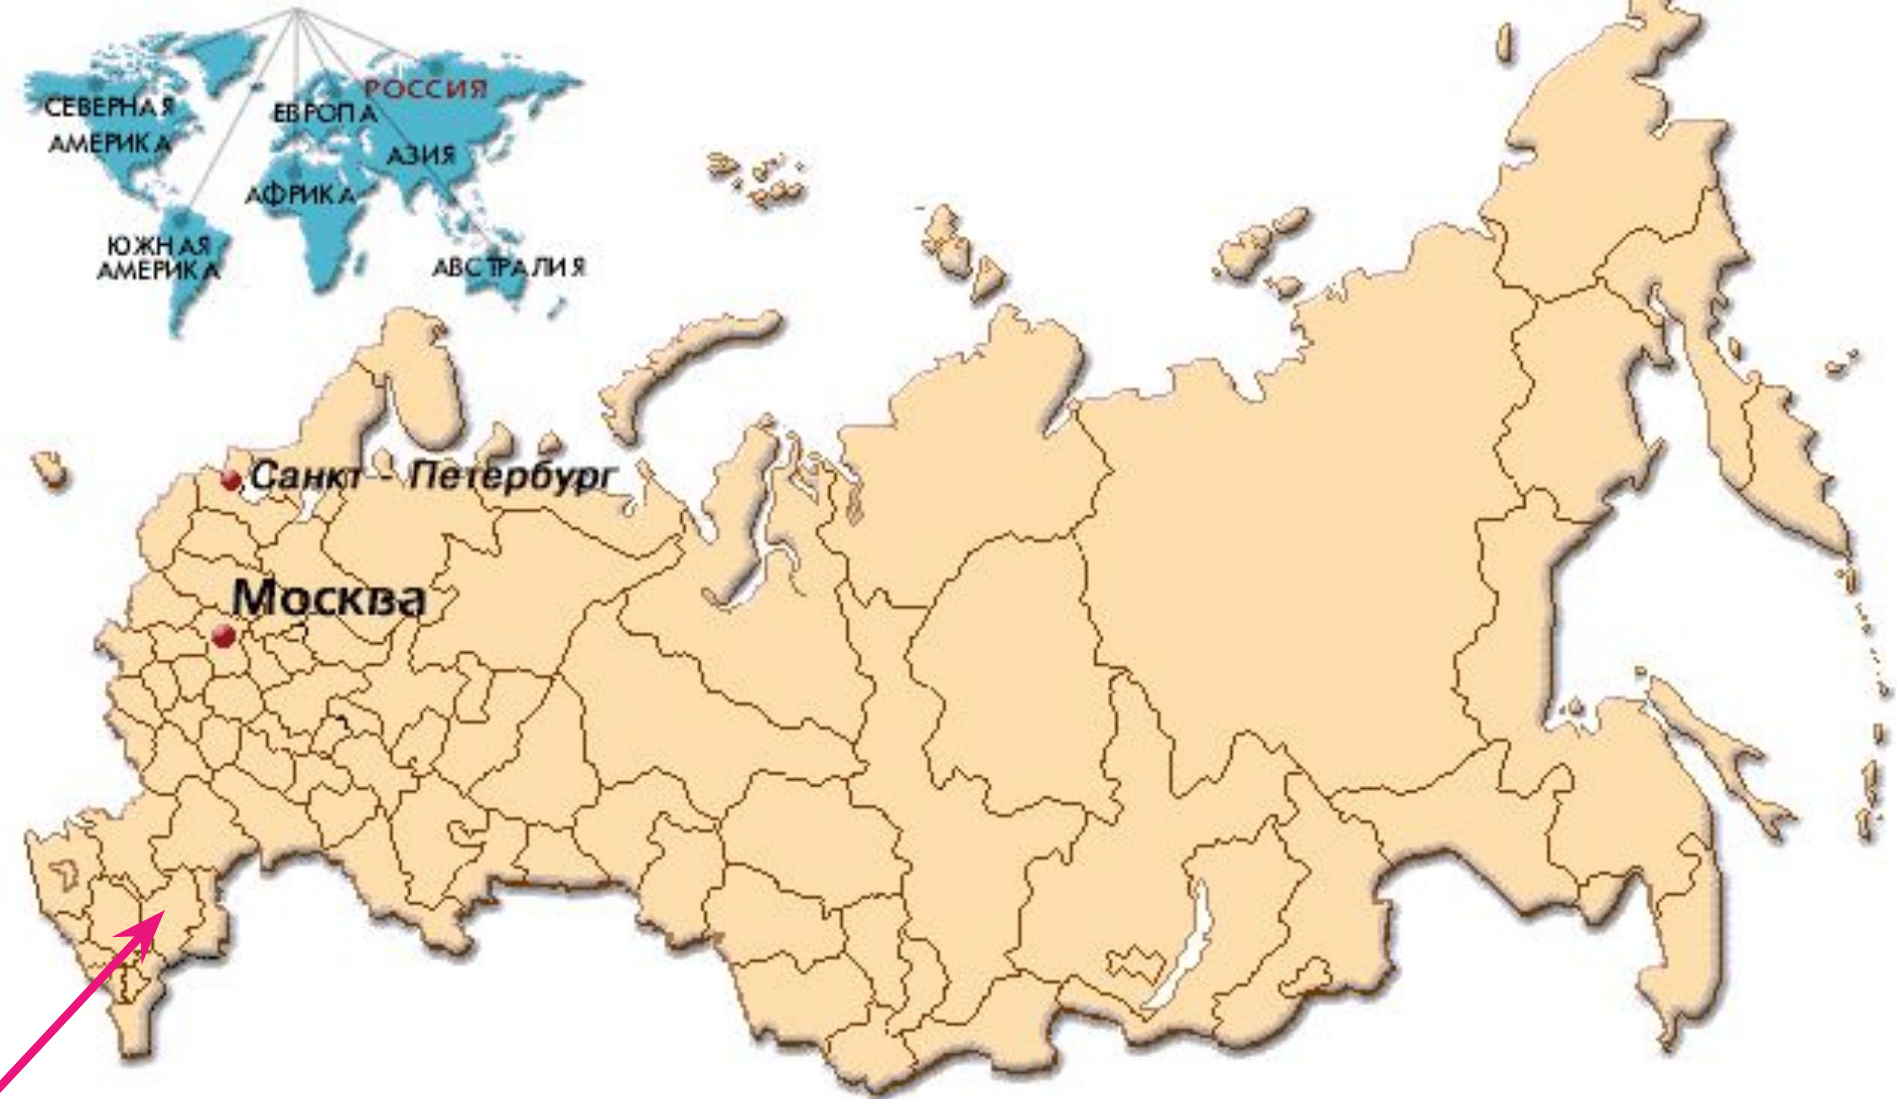 РОССИЯ
СЕВЕРНАЯ
АМЕРИКА
ЕВРОПА
АЗИЯ
АФРИКА
ЮЖНАЯ
АМЕРИКА
АВСТРАЛИЯ
Санкт - Петербург
Москва